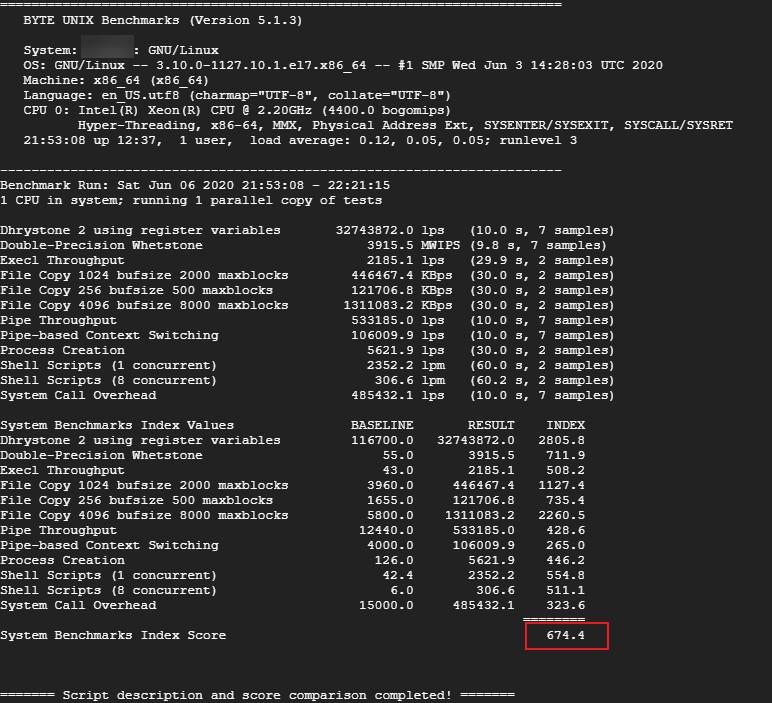 ========================================================================
BYTE UNIX Benchmarks (Version 5.1.3)
System: : GNU/Linux
OS: GNU/Linux -- 3.10.0-1127.10.1.el7.x86_64 -- #1 SMP Wed Jun 3 14:28:03 UTC 2020
Machine: x86_64 (x86_64)
Language: en_US.utf8 (charmap="UTF-8", collate="UTF-8")
CPU 0: Intel(R) Xeon(R) CPU @ 2.20GHz (4400.0 bogomips)
Hyper-Threading, x86-64, MMX, Physical Address Ext, SYSENTER/SYSEXIT, SYSCALL/SYSRET
21:53:08 up 12:37, 1 user, load average: 0.12, 0.05, 0.05; runlevel 3
------------------------------------------------------------------------
Benchmark Run: Sat Jun 06 2020 21:53:08 - 22:21:15
1 CPU in system; running 1 parallel copy of tests
Dhrystone 2 using register variables 32743872.0 lps (10.0 s, 7 samples)
Double-Precision Whetstone 3915.5 MWIPS (9.8 s, 7 samples)
Execl Throughput 2185.1 lps (29.9 s, 2 samples)
File Copy 1024 bufsize 2000 maxblocks 446467.4 KBps (30.0 s, 2 samples)
File Copy 256 bufsize 500 maxblocks 121706.8 KBps (30.0 s, 2 samples)
File Copy 4096 bufsize 8000 maxblocks 1311083.2 KBps (30.0 s, 2 samples)
Pipe Throughput 533185.0 lps (10.0 s, 7 samples)
Pipe-based Context Switching 106009.9 lps (10.0 s, 7 samples)
Process Creation 5621.9 lps (30.0 s, 2 samples)
Shell Scripts (1 concurrent) 2352.2 lpm (60.0 s, 2 samples)
Shell Scripts (8 concurrent) 306.6 lpm (60.2 s, 2 samples)
System Call Overhead 485432.1 lps (10.0 s, 7 samples)
System Benchmarks Index Values BASELINE RESULT INDEX
Dhrystone 2 using register variables 116700.0 32743872.0 2805.8
Double-Precision Whetstone 55.0 3915.5 711.9
Execl Throughput 43.0 2185.1 508.2
File Copy 1024 bufsize 2000 maxblocks 3960.0 446467.4 1127.4
File Copy 256 bufsize 500 maxblocks 1655.0 121706.8 735.4
File Copy 4096 bufsize 8000 maxblocks 5800.0 1311083.2 2260.5
Pipe Throughput 12440.0 533185.0 428.6
Pipe-based Context Switching 4000.0 106009.9 265.0
Process Creation 126.0 5621.9 446.2
Shell Scripts (1 concurrent) 42.4 2352.2 554.8
Shell Scripts (8 concurrent) 6.0 306.6 511.1
System Call Overhead 15000.0 485432.1 323.6
========
System Benchmarks Index Score 674.4
======= Script description and score comparison completed! =======